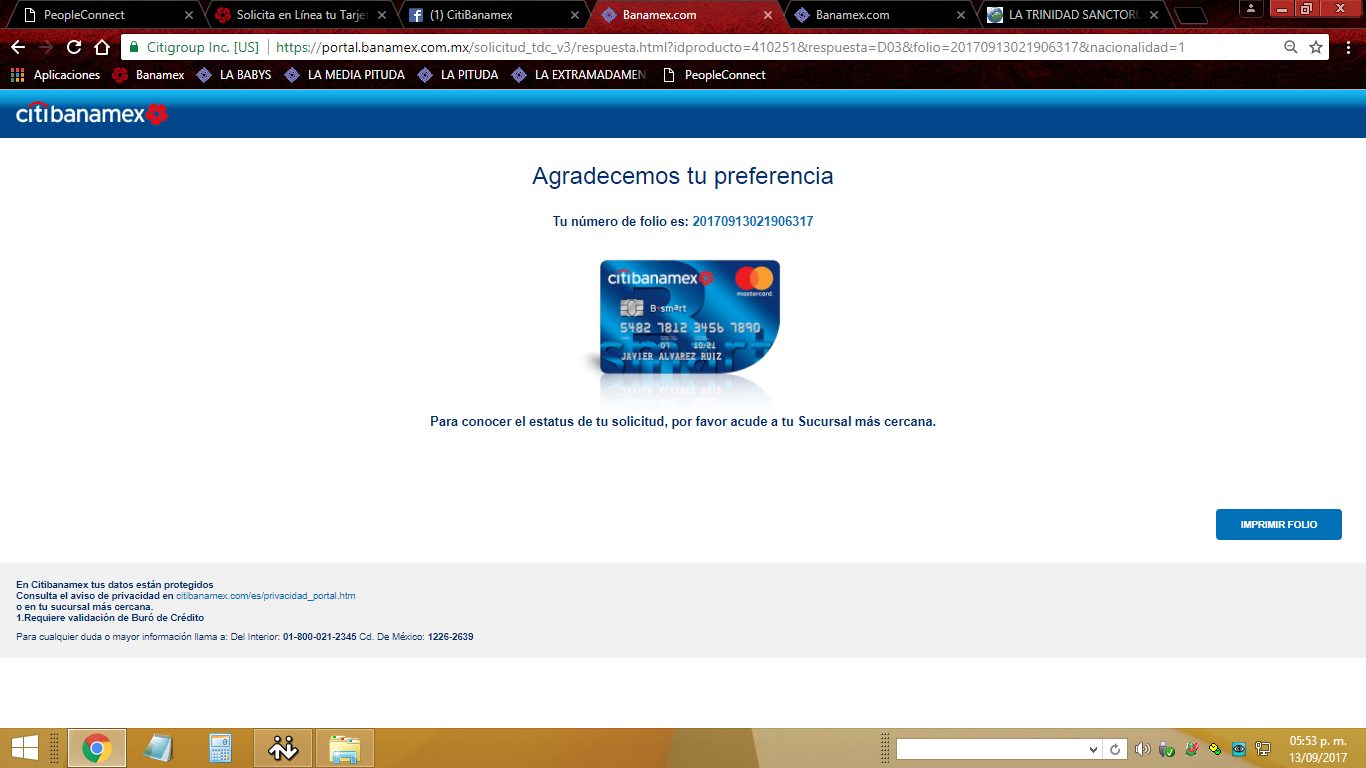 PeopleConnect
Solicita en Línea tu Tarje
(1) CitiBanamex
Banamex.com
Banamex.com
LA TRINIDAD SANCTORU
Citigroup Inc. [US]
https://portal.banamex.com.mx/solicitud_tdc_v3/respuesta.html?idproducto=410251&respuesta=D03&folio=20170913021906317&nacionalidad=1
Aplicaciones
Banamex
LA BABYS
LA MEDIA PITUDA
LA PITUDA
LA EXTRAMADAMEN
PeopleConnect
citibanamex
Agradecemos tu preferencia
Tu número de folio es: 20170913021906317
citibanamex
mastercard.
B•smart
5482 7812 3456 7890
07 10/21
JAVIER ALVAREZ RUIZ
Para conocer el estatus de tu solicitud, por favor acude a tu Sucursal más cercana.
IMPRIMIR FOLIO
En Citibanamex tus datos están protegidos
Consulta el aviso de privacidad en citibanamex.com/es/privacidad_portal.htm
o en tu sucursal más cercana.
1.Requiere validación de Buró de Crédito
Para cualquier duda o mayor información llama a: Del Interior: 01-800-021-2345 Cd. De México: 1226-2639
05:53 p. m.
13/09/2017